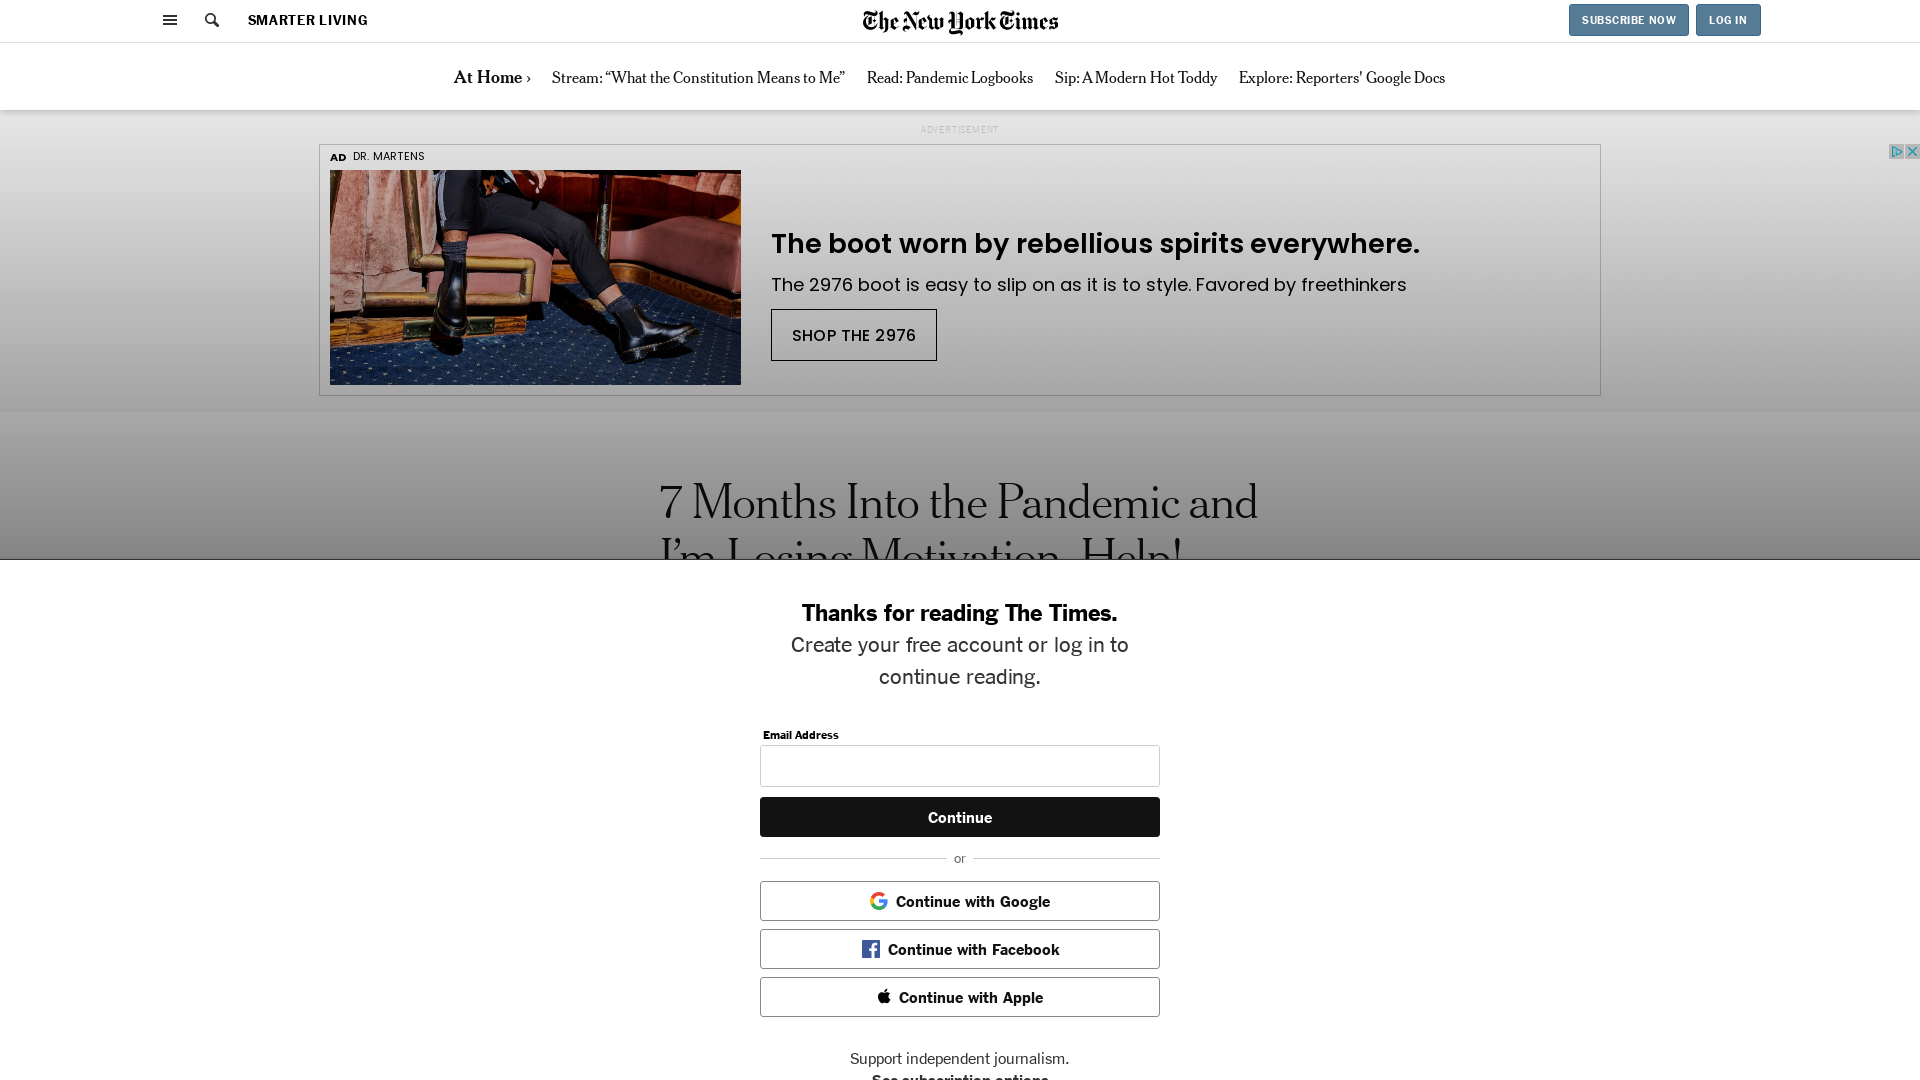 SMARTER LIVING
The New York Times
SUBSCRIBE NOW
LOG IN
At Home ›
Stream: “What the Constitution Means to Me”
Read: Pandemic Logbooks
Sip: A Modern Hot Toddy
Explore: Reporters' Google Docs
ADVERTISEMENT
AD DR. MARTENS
The boot worn by rebellious spirits everywhere.
The 2976 boot is easy to slip on as it is to style. Favored by freethinkers
SHOP THE 2976
7 Months Into the Pandemic and
I’m Losing Motivation. Help!
Thanks for reading The Times.
Create your free account or log in to
continue reading.
Email Address
Continue
or
Continue with Google
Continue with Facebook
Continue with Apple
Support independent journalism.
See subscription options.